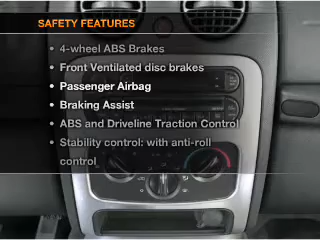 SAFETY FEATURES
• 4-wheel ABS Brakes
• Front Ventilated disc brakes
• Passenger Airbag
• Braking Assist
• ABS and Driveline Traction Control
• Stability control: with anti-roll
control